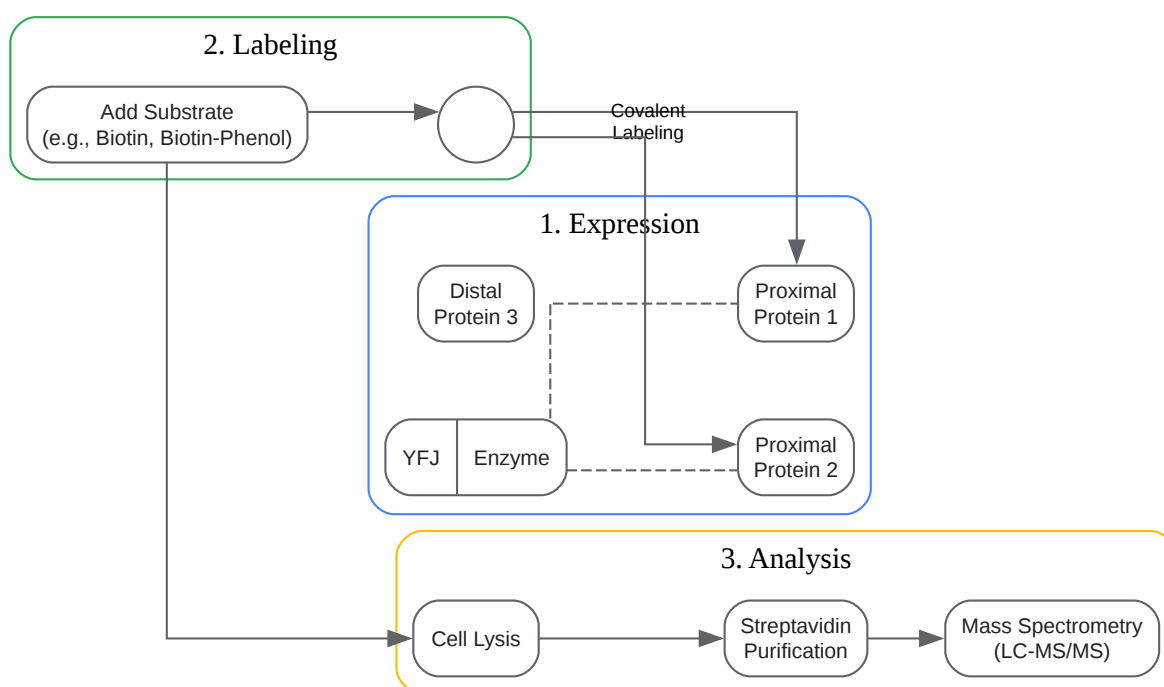 2. Labeling
Add Substrate
(e.g., Biotin, Biotin-Phenol)
Covalent
Labeling
1. Expression
Distal
Protein 3
Proximal
Protein 1
YFJ
Enzyme
Proximal
Protein 2
3. Analysis
Cell Lysis
Streptavidin
Purification
Mass Spectrometry
(LC-MS/MS)